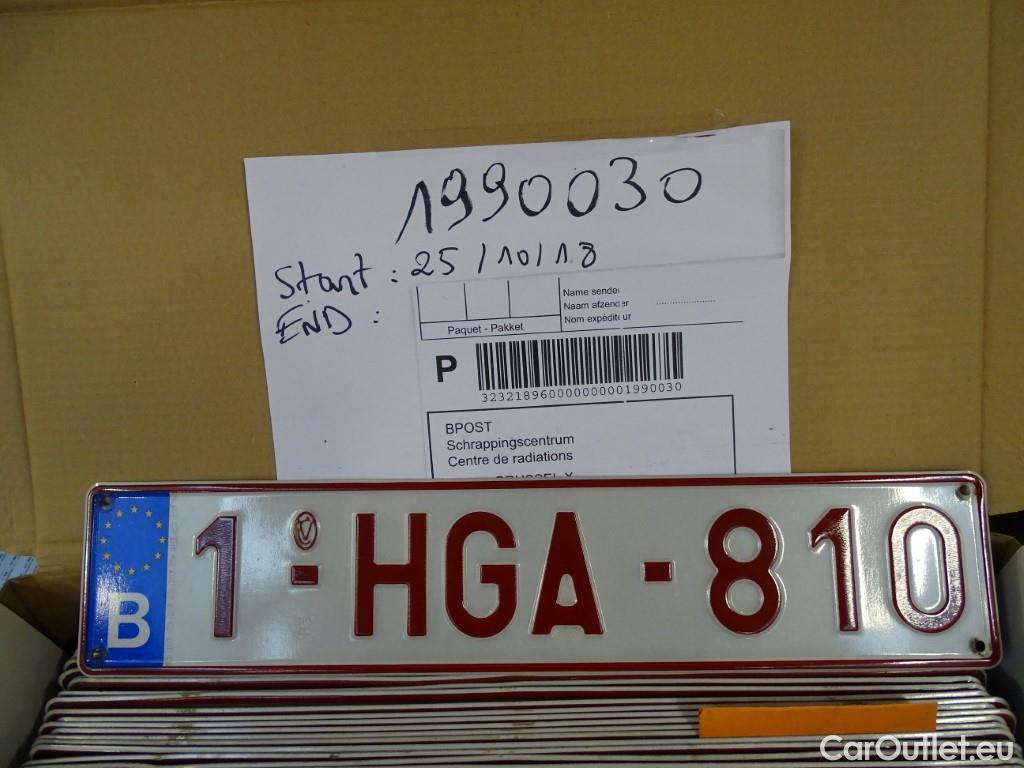 1990030
Start : 25/10/18
END :
Name sender
Naam afzender
Nom expéditeur
Paquet - Pakket
P
323218960000000001990030
BPOST
Schrappingscentrum
Centre de radiations
B
1-HGA-810
CarOutlet.eu